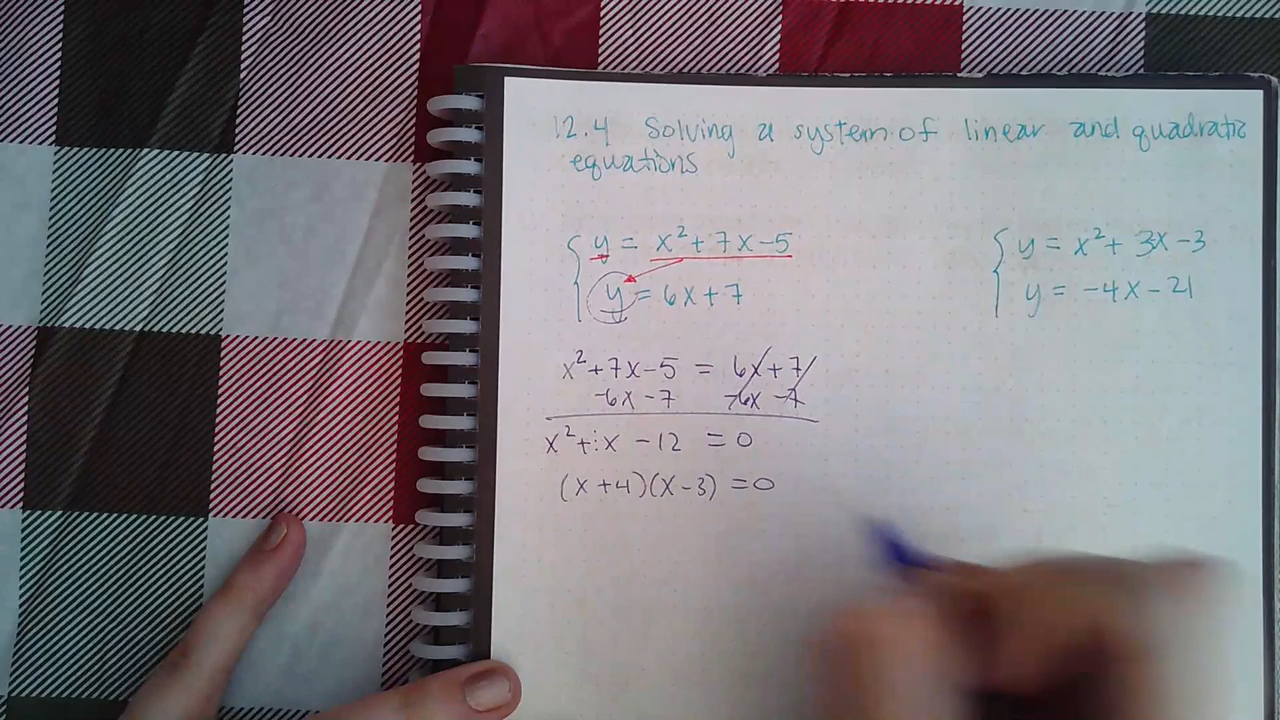 12.4 Solving a system of linear and quadratic
equations
y = x² + 7x - 5
y = 6x + 7
y = x² + 3x - 3
y = -4x - 21
x² + 7x - 5 = 6x + 7
-6x - 7 -6x - 7
x² + 1x - 12 = 0
(x + 4)(x - 3) = 0